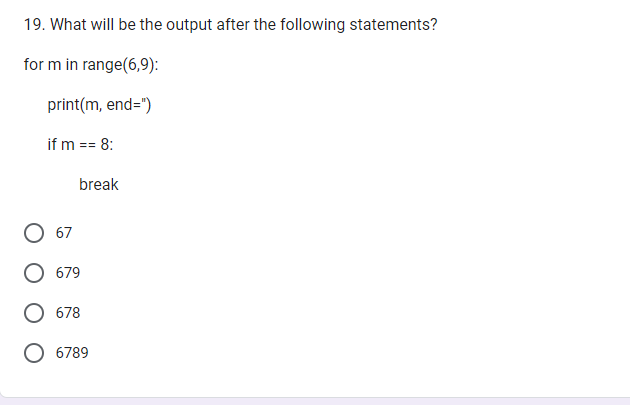 19. What will be the output after the following statements?
for m in range(6,9):
print(m, end='')
if m == 8:
break
67
679
678
6789